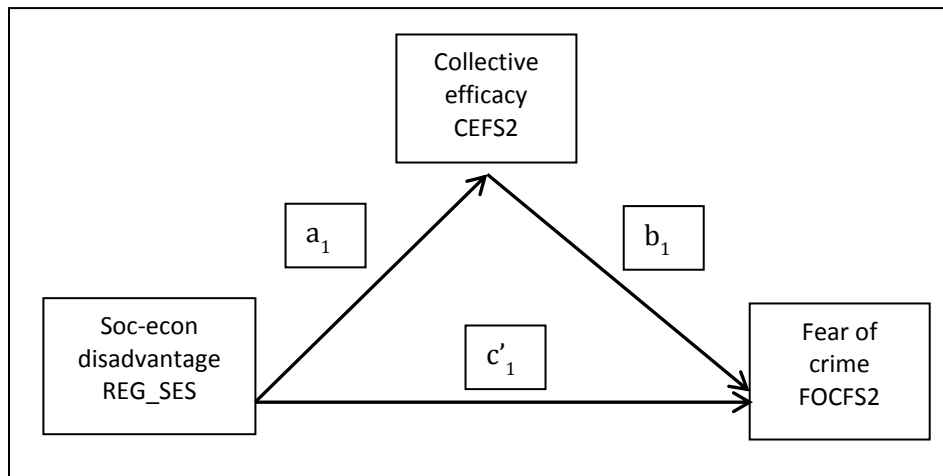 Collective
efficacy
CEFS2
a₁
b₁
Soc-econ
disadvantage
REG_SES
c’₁
Fear of
crime
FOCFS2